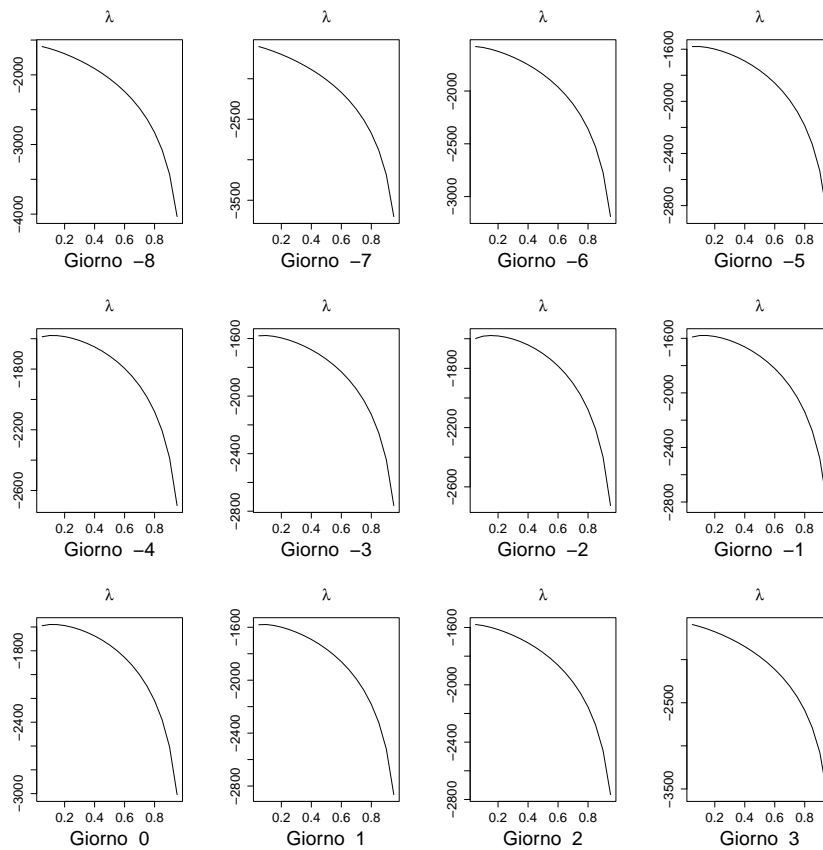 λ λ λ λ
−2000 −3000 −4000
0.2 0.4 0.6 0.8
Giorno −8
−2500 −3500
0.2 0.4 0.6 0.8
Giorno −7
−2000 −2500 −3000
0.2 0.4 0.6 0.8
Giorno −6
−1600 −2000 −2400 −2800
0.2 0.4 0.6 0.8
Giorno −5
λ λ λ λ
−1800 −2200 −2600
0.2 0.4 0.6 0.8
Giorno −4
−1600 −2000 −2400 −2800
0.2 0.4 0.6 0.8
Giorno −3
−1800 −2200 −2600
0.2 0.4 0.6 0.8
Giorno −2
−1600 −2000 −2400 −2800
0.2 0.4 0.6 0.8
Giorno −1
λ λ λ λ
−1800 −2400 −3000
0.2 0.4 0.6 0.8
Giorno 0
−1600 −2000 −2400 −2800
0.2 0.4 0.6 0.8
Giorno 1
−1600 −2000 −2400 −2800
0.2 0.4 0.6 0.8
Giorno 2
−2500 −3500
0.2 0.4 0.6 0.8
Giorno 3